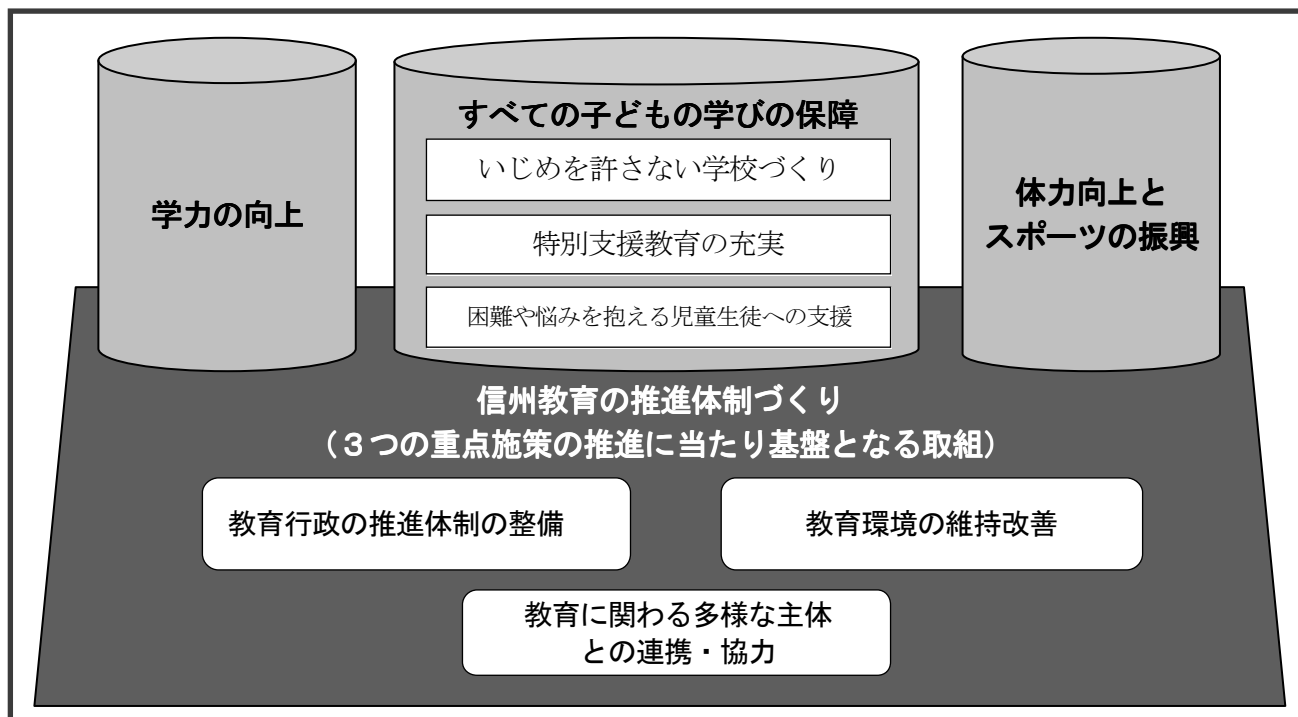 すべての子どもの学びの保障
いじめを許さない学校づくり
特別支援教育の充実
困難や悩みを抱える児童生徒への支援
学力の向上
体力向上と
スポーツの振興
信州教育の推進体制づくり
（３つの重点施策の推進に当たり基盤となる取組）
教育行政の推進体制の整備
教育環境の維持改善
教育に関わる多様な主体
との連携・協力